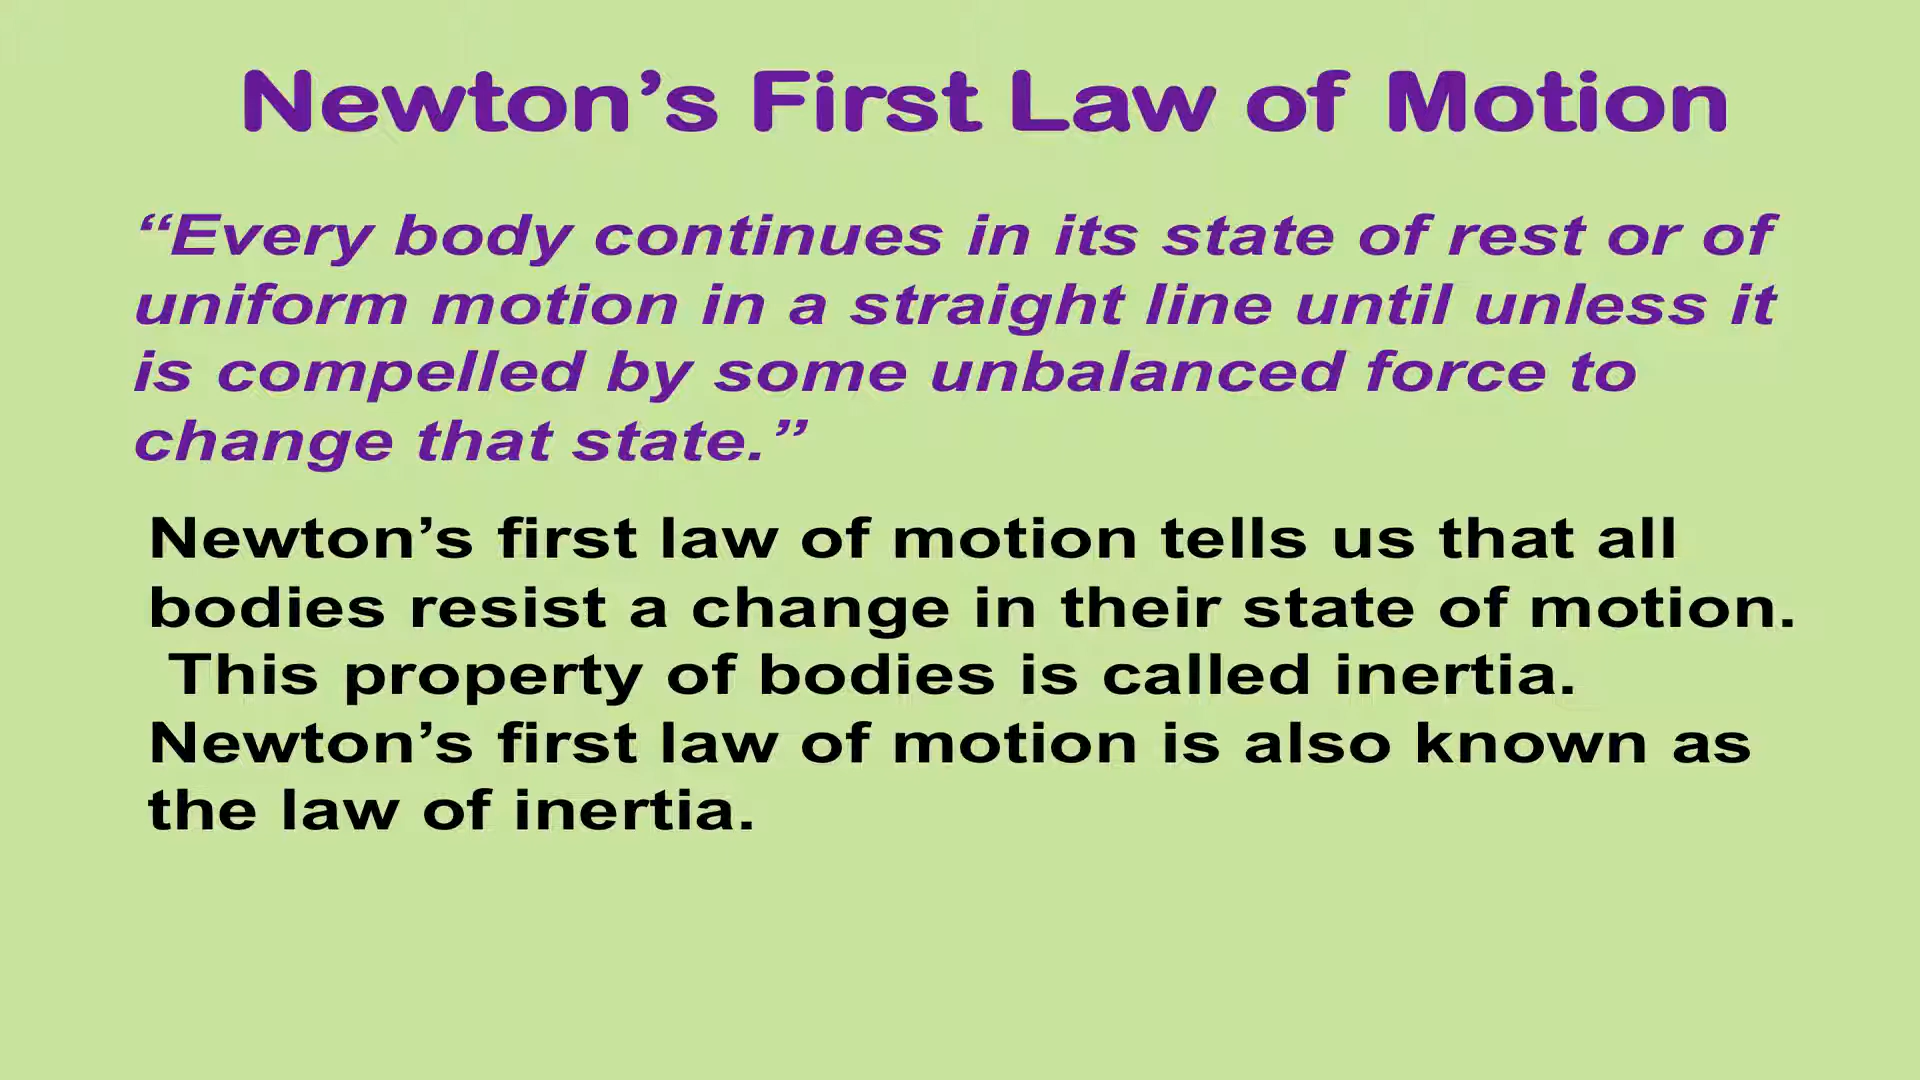 Newton’s First Law of Motion
“Every body continues in its state of rest or of
uniform motion in a straight line until unless it
is compelled by some unbalanced force to
change that state.”
Newton’s first law of motion tells us that all
bodies resist a change in their state of motion.
This property of bodies is called inertia.
Newton’s first law of motion is also known as
the law of inertia.